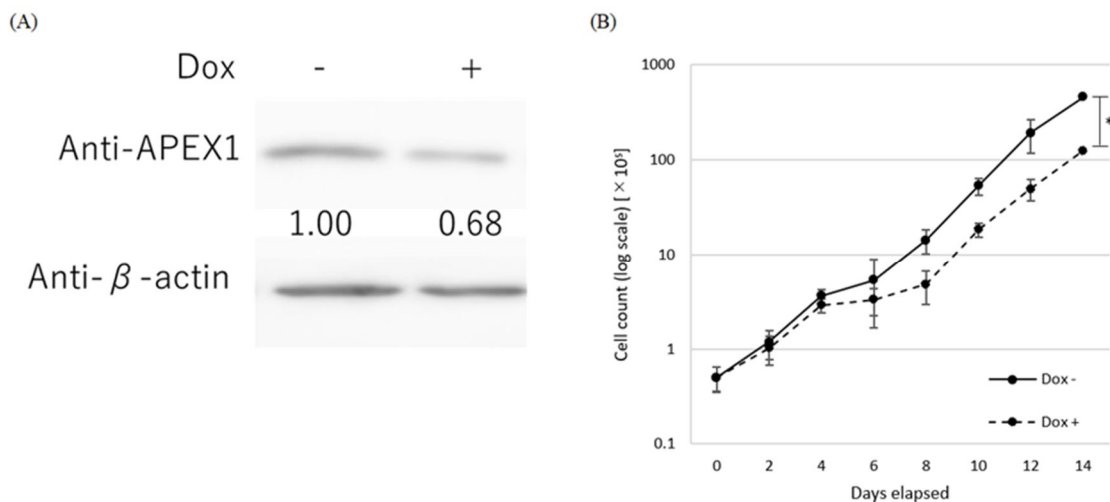 (A)
Dox - +
Anti-APEX1
1.00 0.68
Anti-β-actin
(B)
Cell count (log scale) [×10⁵]
1000
100
10
1
0.1
*
Dox -
Dox +
0 2 4 6 8 10 12 14
Days elapsed